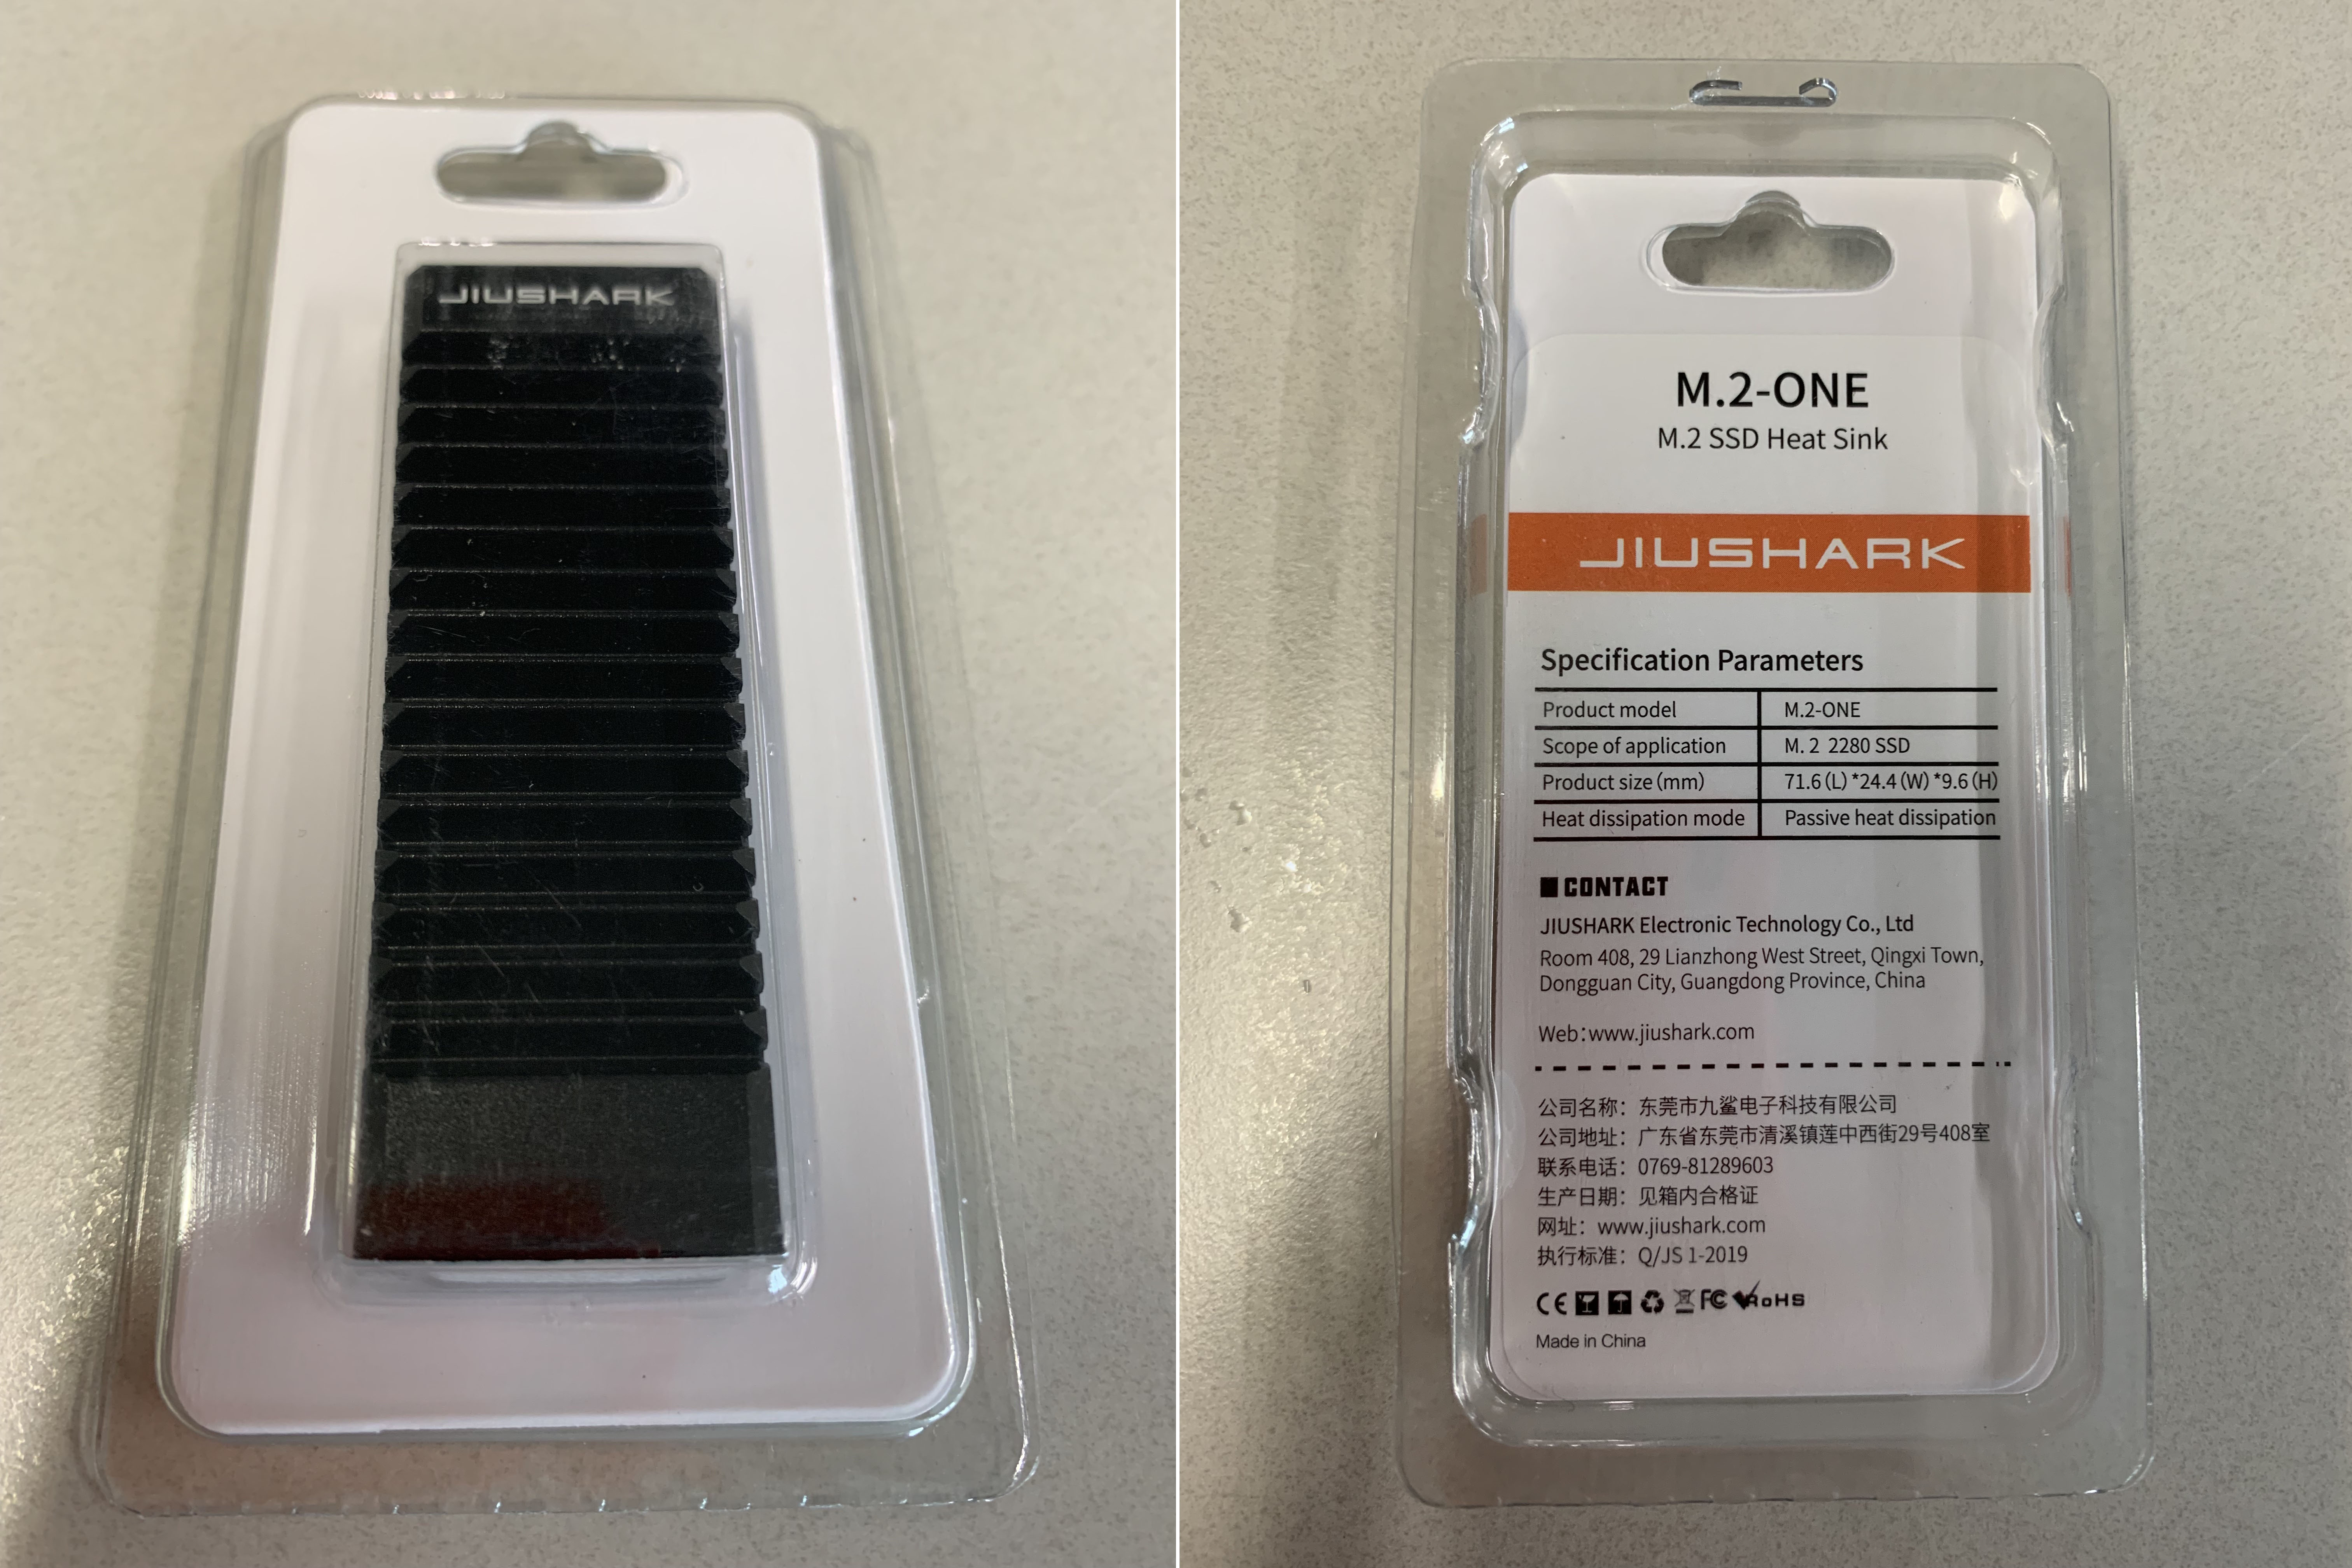 JIUSHARK
M.2-ONE
M.2 SSD Heat Sink
JIUSHARK
Specification Parameters
Product model M.2-ONE
Scope of application M. 2 2280 SSD
Product size(mm) 71.6(L) *24.4(W) *9.6(H)
Heat dissipation mode Passive heat dissipation
CONTACT
JIUSHARK Electronic Technology Co., Ltd
Room 408, 29 Lianzhong West Street, Qingxi Town,
Dongguan City, Guangdong Province, China
Web:www.jiushark.com
公司名称：东莞市九鲨电子科技有限公司
公司地址：广东省东莞市清溪镇莲中西街29号408室
联系电话：0769-81289603
生产日期：见箱内合格证
网址：www.jiushark.com
执行标准：Q/JS 1-2019
CE FC RoHS
Made in China